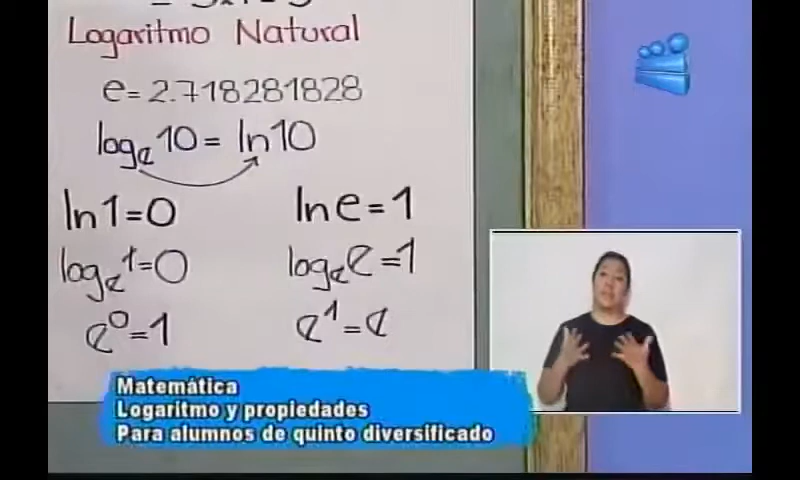 Logaritmo Natural
e=2.718281828
logₑ10=ln10
ln1=0 ln e=1
logₑ1=0 logₑe=1
e⁰=1 e¹=e
Matemática
Logaritmo y propiedades
Para alumnos de quinto diversificado